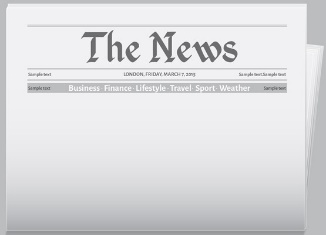 The News
Sample text LONDON, FRIDAY, MARCH 7, 2015 Sample text Sample text
Sample text Business · Finance · Lifestyle · Travel · Sport · Weather Sample text